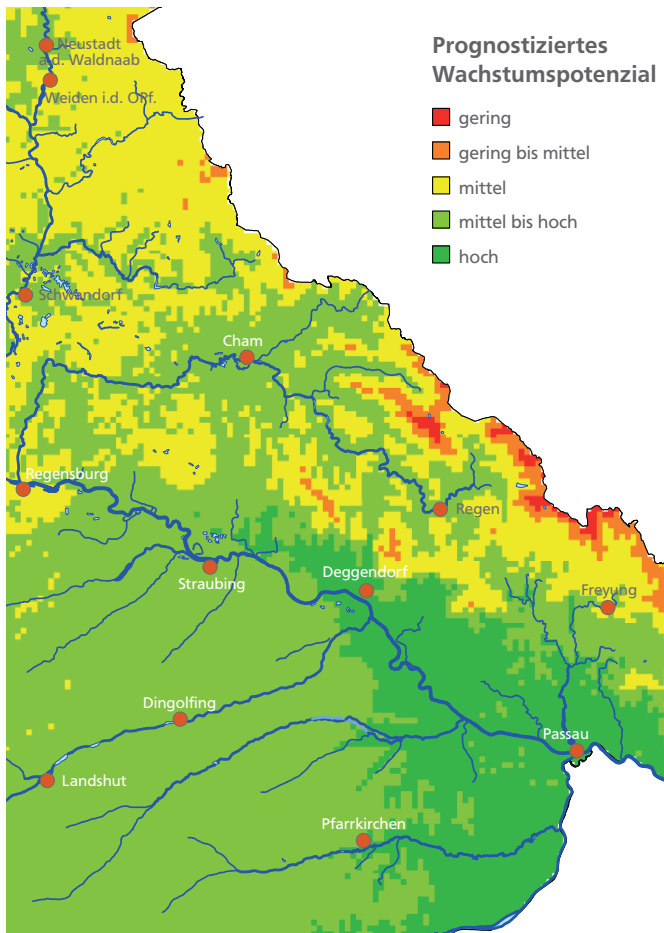 Neustadt
a.d. Waldnaab
Weiden i.d. OPf.
Prognostiziertes
Wachstumspotenzial
gering
gering bis mittel
mittel
mittel bis hoch
hoch
Schwandorf
Cham
Regensburg
Regen
Straubing
Deggendorf
Freyung
Dingolfing
Passau
Landshut
Pfarrkirchen